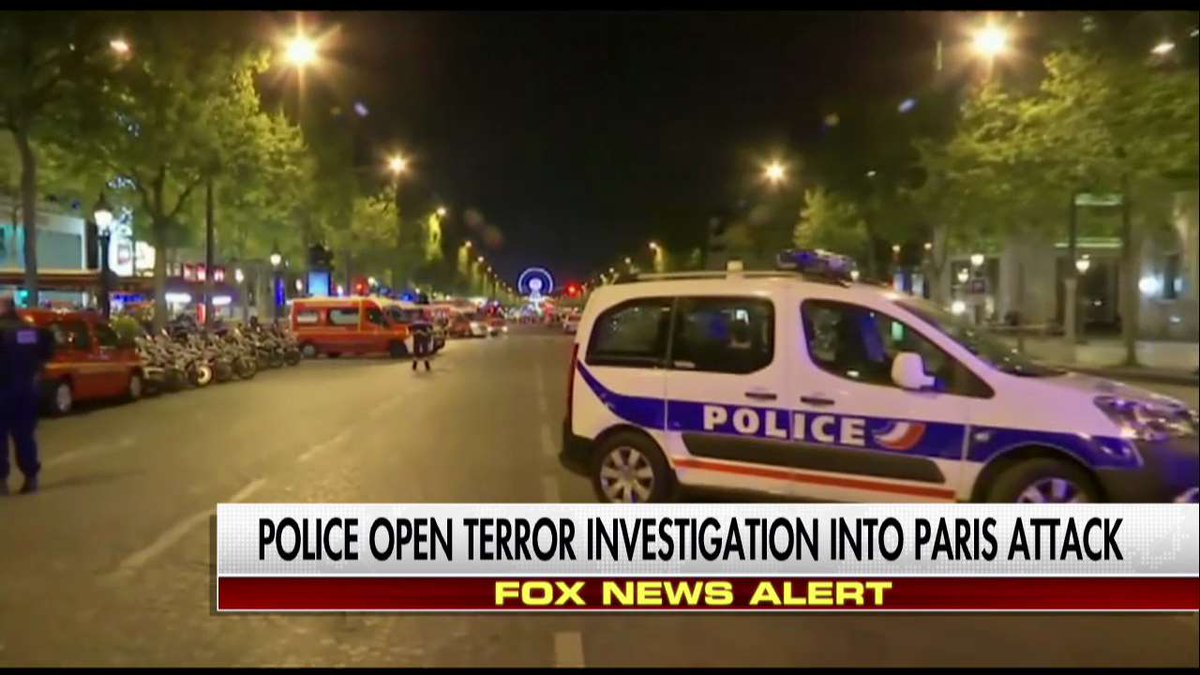 POLICE
POLICE OPEN TERROR INVESTIGATION INTO PARIS ATTACK
FOX NEWS ALERT